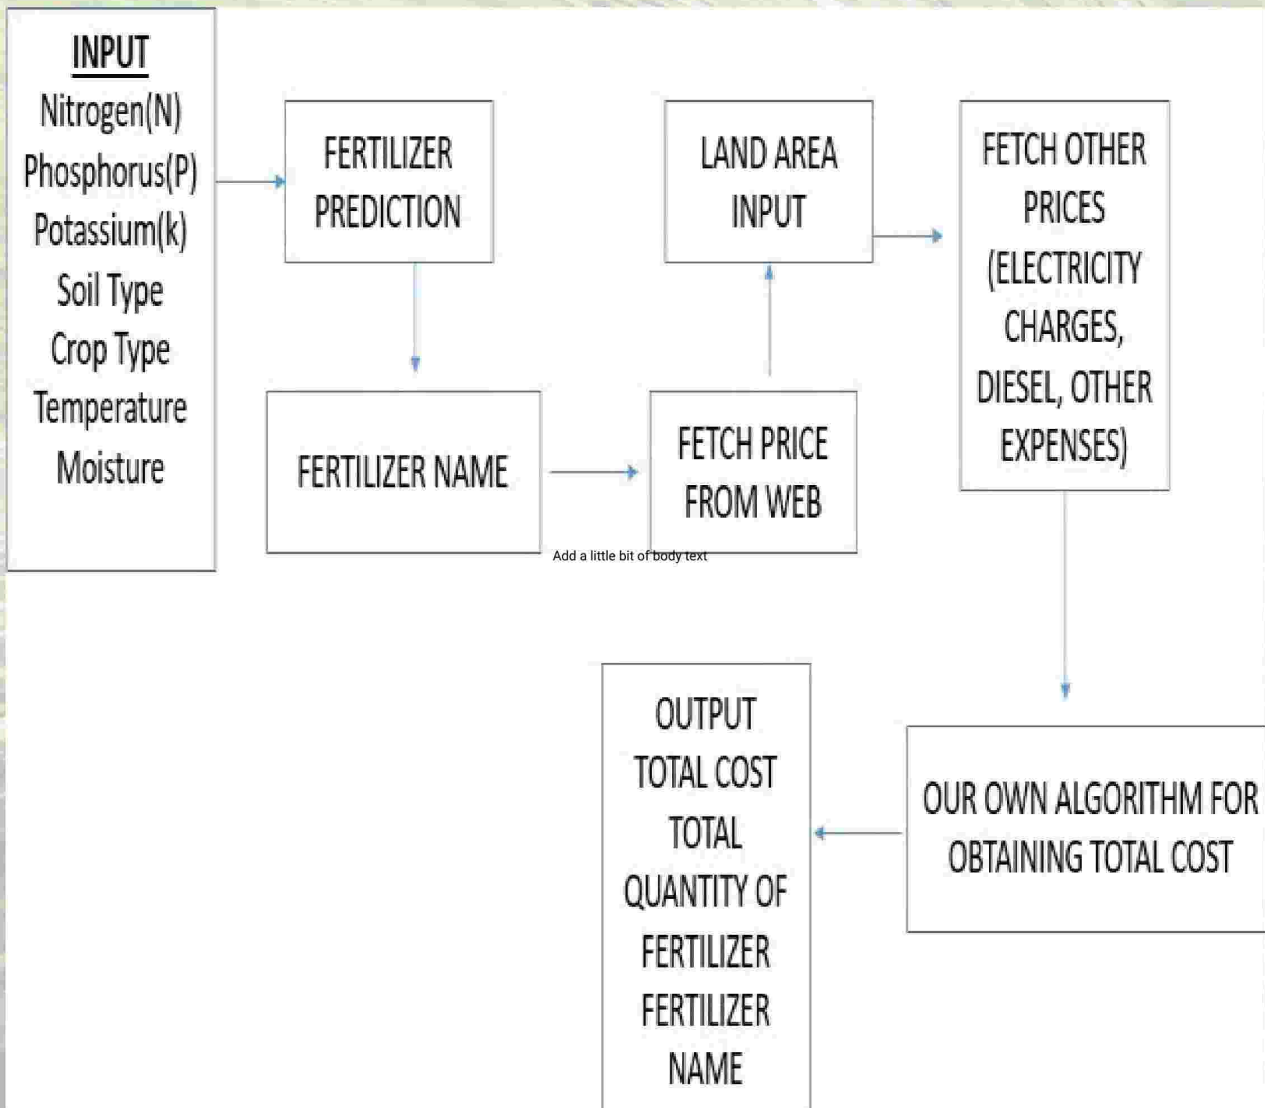 INPUT
Nitrogen(N)
Phosphorus(P)
Potassium(k)
Soil Type
Crop Type
Temperature
Moisture
FERTILIZER
PREDICTION
FERTILIZER NAME
FETCH PRICE
FROM WEB
Add a little bit of body text
LAND AREA
INPUT
FETCH OTHER
PRICES
(ELECTRICITY
CHARGES,
DIESEL, OTHER
EXPENSES)
OUR OWN ALGORITHM FOR
OBTAINING TOTAL COST
OUTPUT
TOTAL COST
TOTAL
QUANTITY OF
FERTILIZER
FERTILIZER
NAME